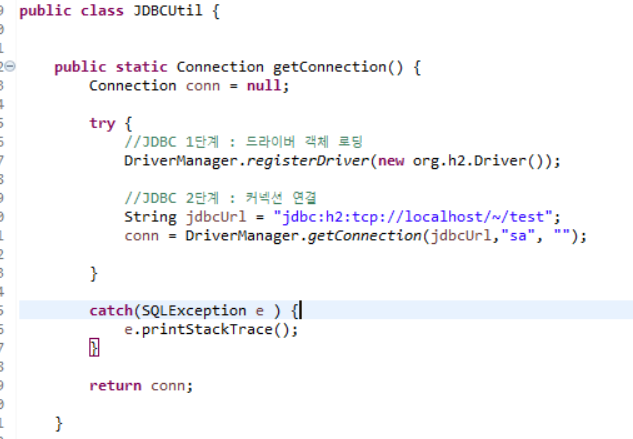 public class JDBCUtil {
public static Connection getConnection() {
Connection conn = null;
try {
//JDBC 1단계 : 드라이버 객체 로딩
DriverManager.registerDriver(new org.h2.Driver());
//JDBC 2단계 : 커넥션 연결
String jdbcUrl = "jdbc:h2:tcp://localhost/~/test";
conn = DriverManager.getConnection(jdbcUrl,"sa", "");
}
catch(SQLException e ) {
e.printStackTrace();
}
return conn;
}